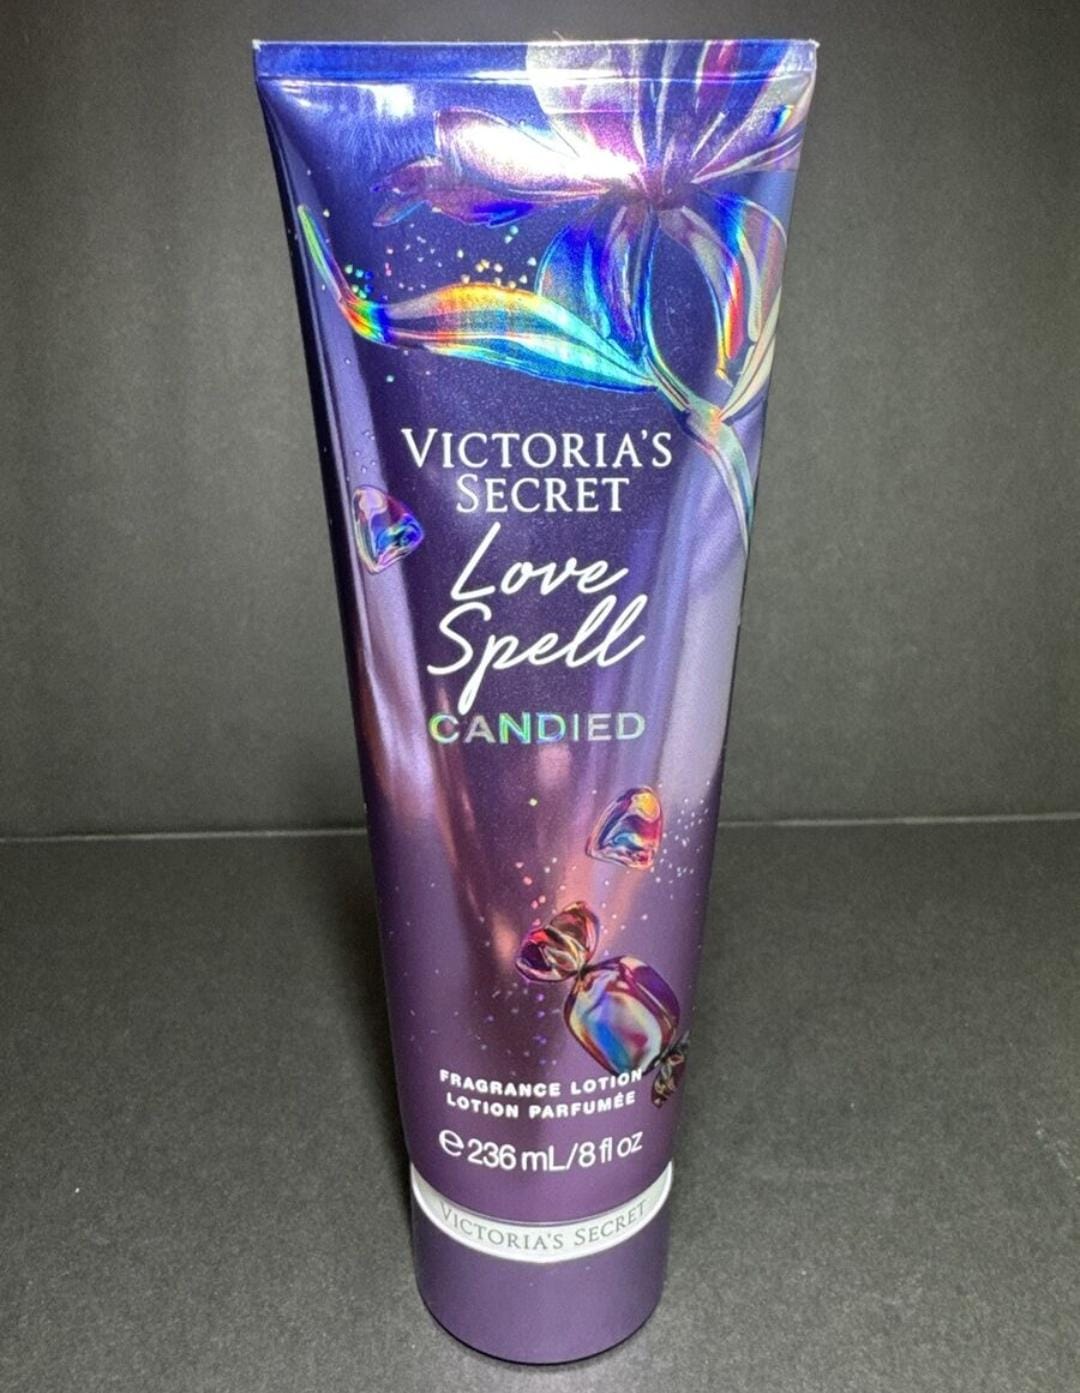 VICTORIA'S
SECRET
Love
Spell
CANDIED
FRAGRANCE LOTION
LOTION PARFUMÉE
℮ 236 mL/8 fl oz
VICTORIA'S SECRET